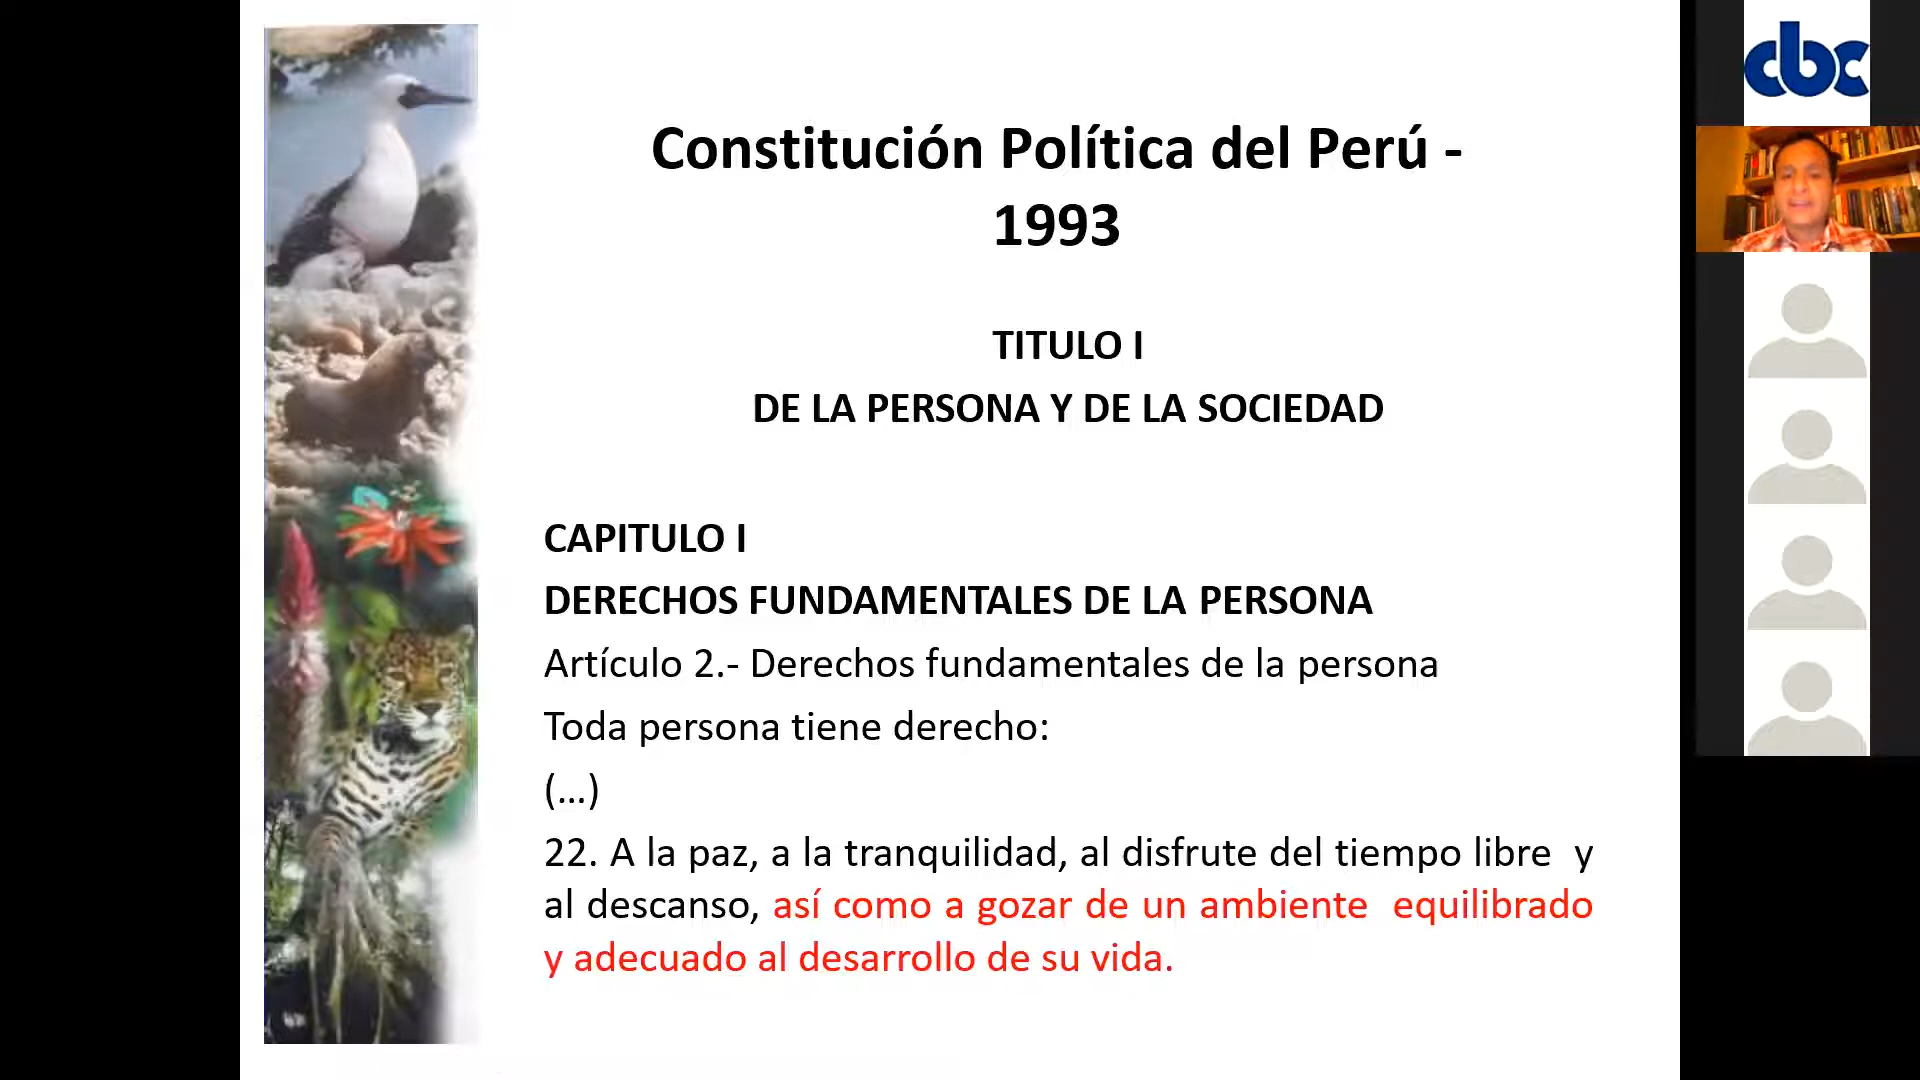 Constitución Política del Perú -
1993
TITULO I
DE LA PERSONA Y DE LA SOCIEDAD
CAPITULO I
DERECHOS FUNDAMENTALES DE LA PERSONA
Artículo 2.- Derechos fundamentales de la persona
Toda persona tiene derecho:
(...)
22. A la paz, a la tranquilidad, al disfrute del tiempo libre y
al descanso, así como a gozar de un ambiente equilibrado
y adecuado al desarrollo de su vida.
cbc